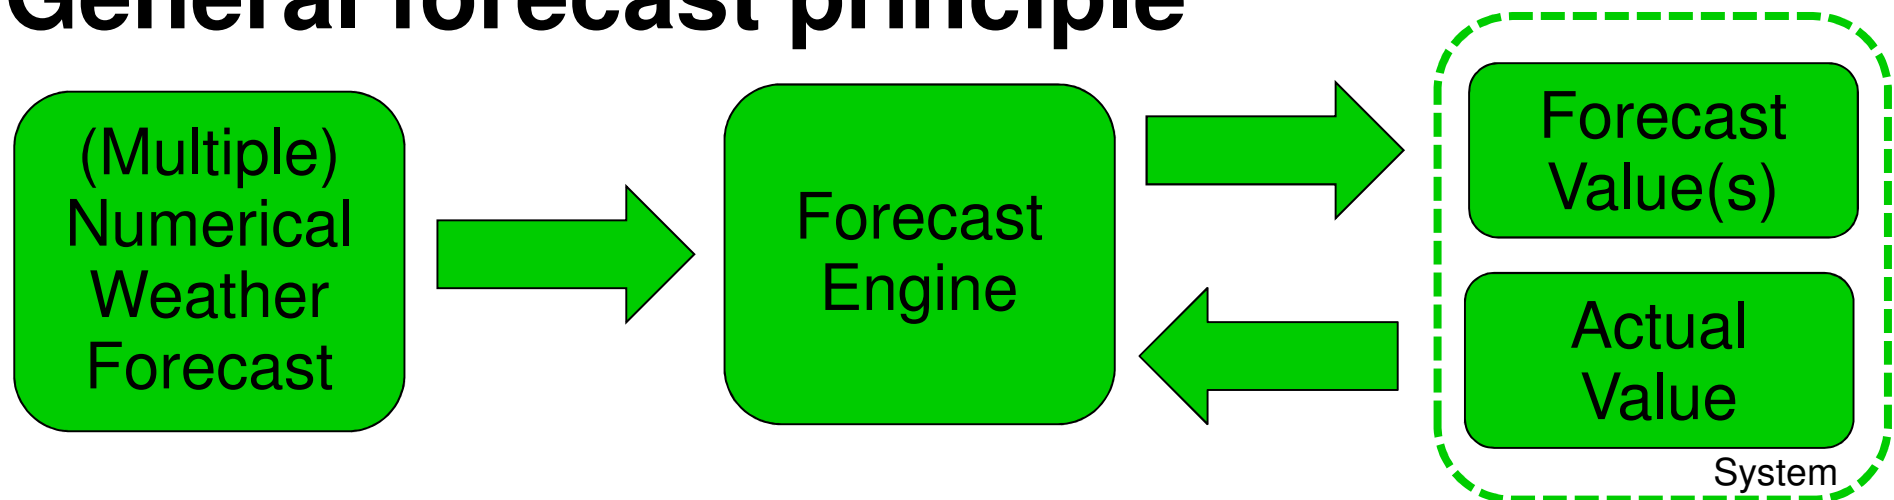 General forecast principle
(Multiple)
Numerical
Weather
Forecast
Forecast
Engine
Forecast
Value(s)
Actual
Value
System